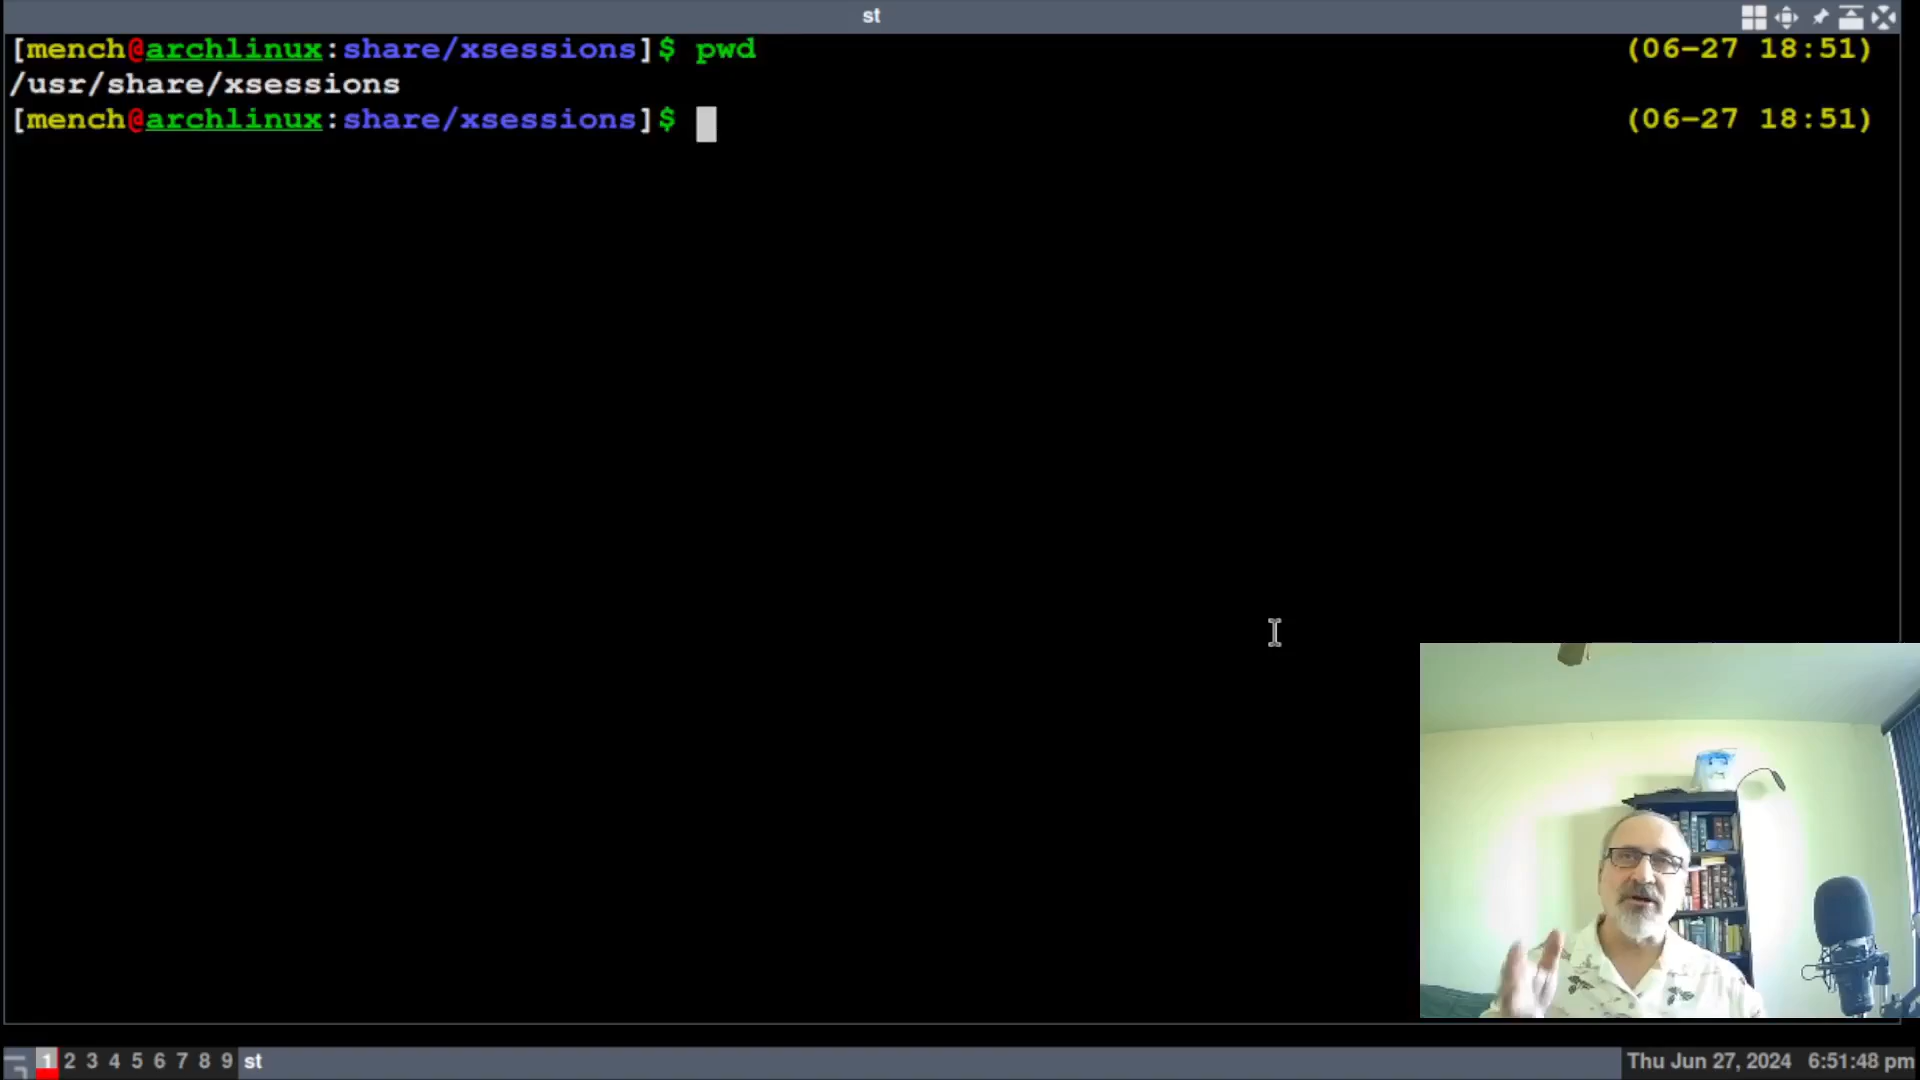 st
[mench@archlinux:share/xsessions]$ pwd (06-27 18:51)
/usr/share/xsessions
[mench@archlinux:share/xsessions]$ (06-27 18:51)
1 2 3 4 5 6 7 8 9 st Thu Jun 27, 2024 6:51:48 pm